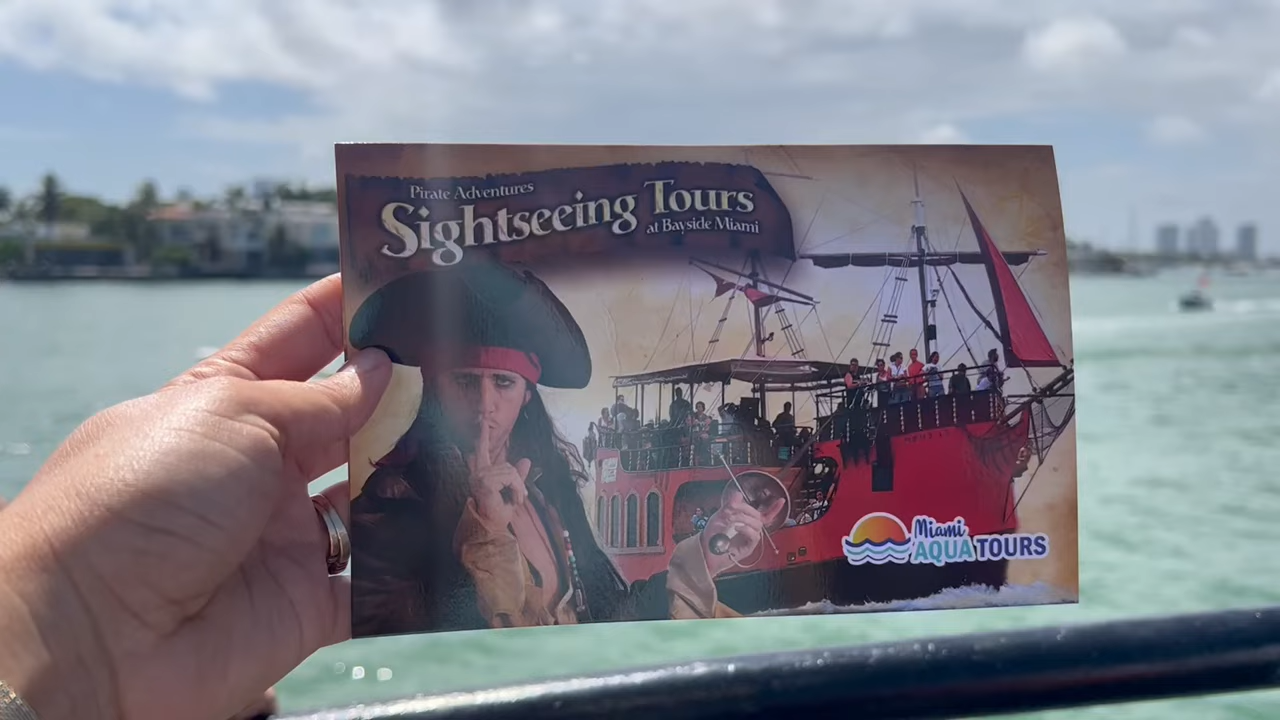 Pirate Adventures
Sightseeing Tours
at Bayside Miami
Miami
AQUA TOURS